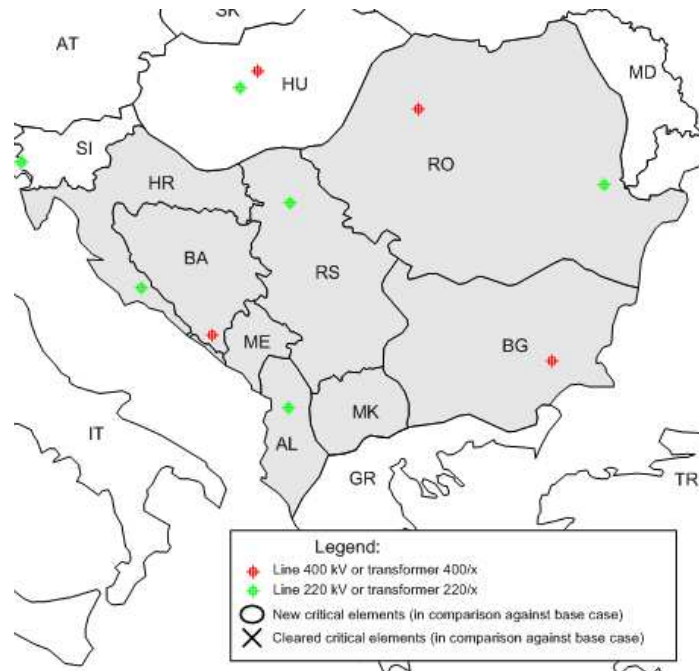 SK
AT
HU
MD
SI
RO
HR
BA
RS
ME
BG
IT
MK
AL
GR
TR
Legend:
Line 400 kV or transformer 400/x
Line 220 kV or transformer 220/x
New critical elements (in comparison against base case)
Cleared critical elements (in comparison against base case)